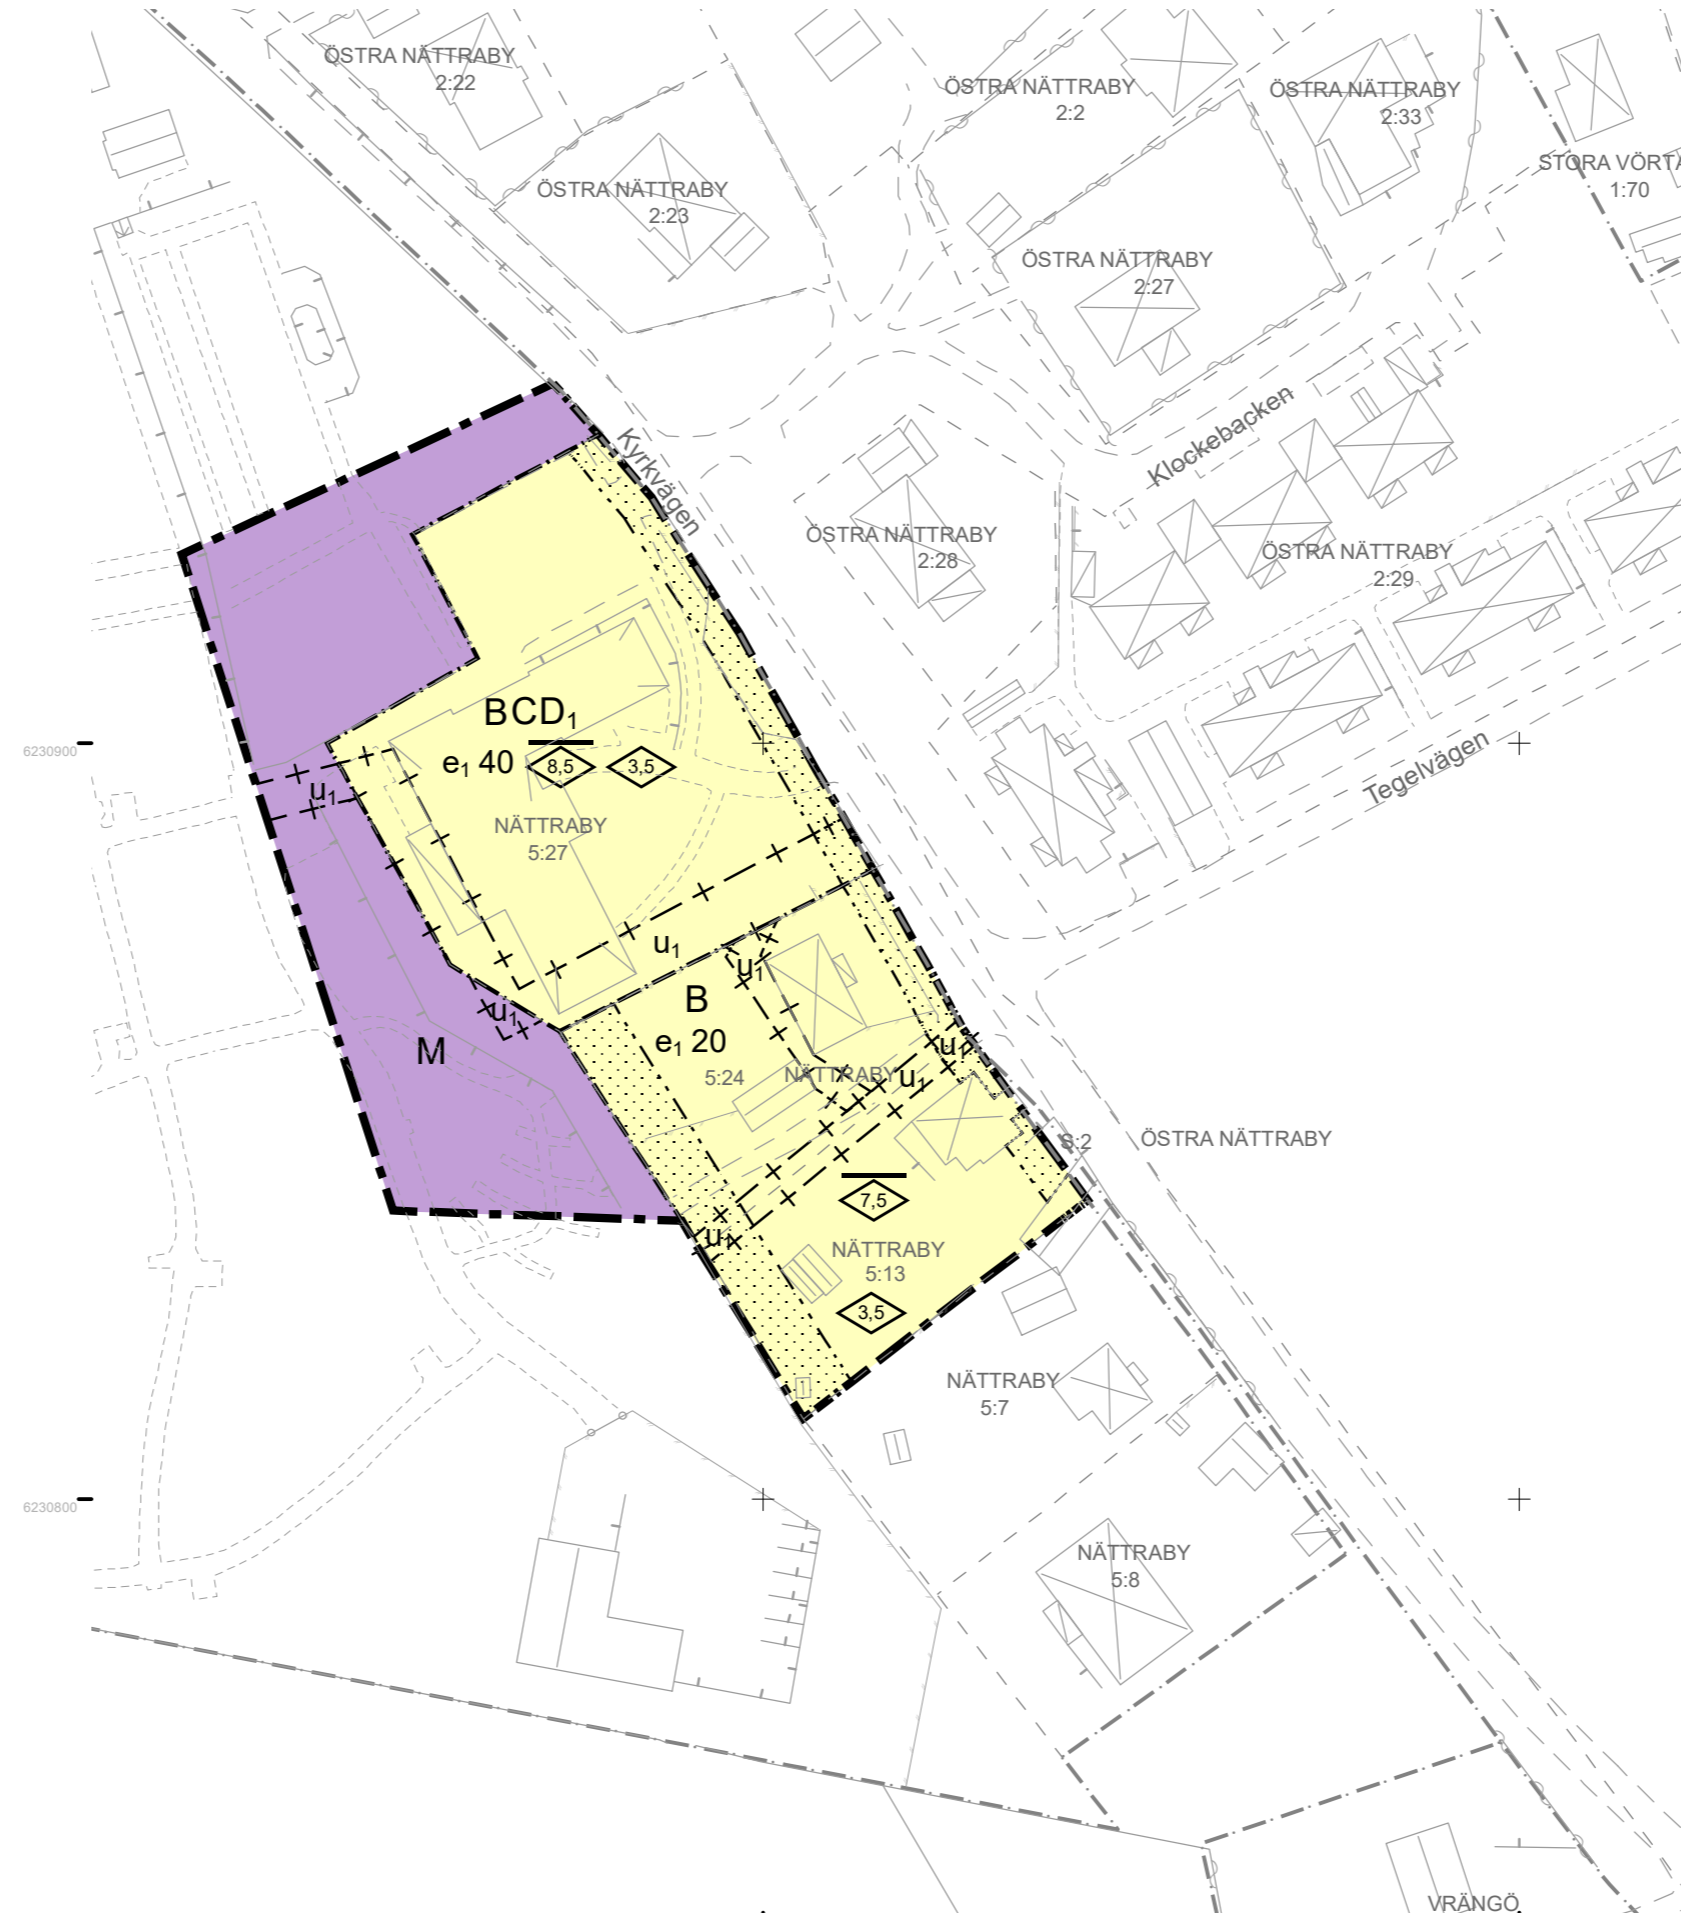 ÖSTRA NÄTTRABY
2:22
ÖSTRA NÄTTRABY
2:2
ÖSTRA NÄTTRABY
2:33
STORA VÖRTA
1:70
ÖSTRA NÄTTRABY
2:23
ÖSTRA NÄTTRABY
2:27
Kyrkvägen
Klockebacken
ÖSTRA NÄTTRABY
2:28
ÖSTRA NÄTTRABY
2:29
Tegelvägen
6230900
BCD₁
e₁ 40
8,5
3,5
u₁
NÄTTRABY
5:27
u₁
u₁
B
e₁ 20
u₁
M
5:24
NÄTTRABY
u₁
u₁
S:2
ÖSTRA NÄTTRABY
7,5
u₁
NÄTTRABY
5:13
3,5
NÄTTRABY
5:7
6230800
NÄTTRABY
5:8
VRÄNGÖ